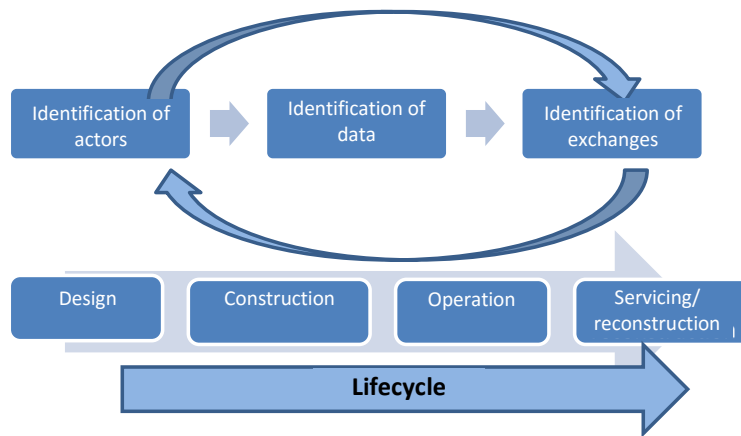 Identification of
actors
Identification of
data
Identification of
exchanges
Design
Construction
Operation
Servicing/
reconstruction
Lifecycle